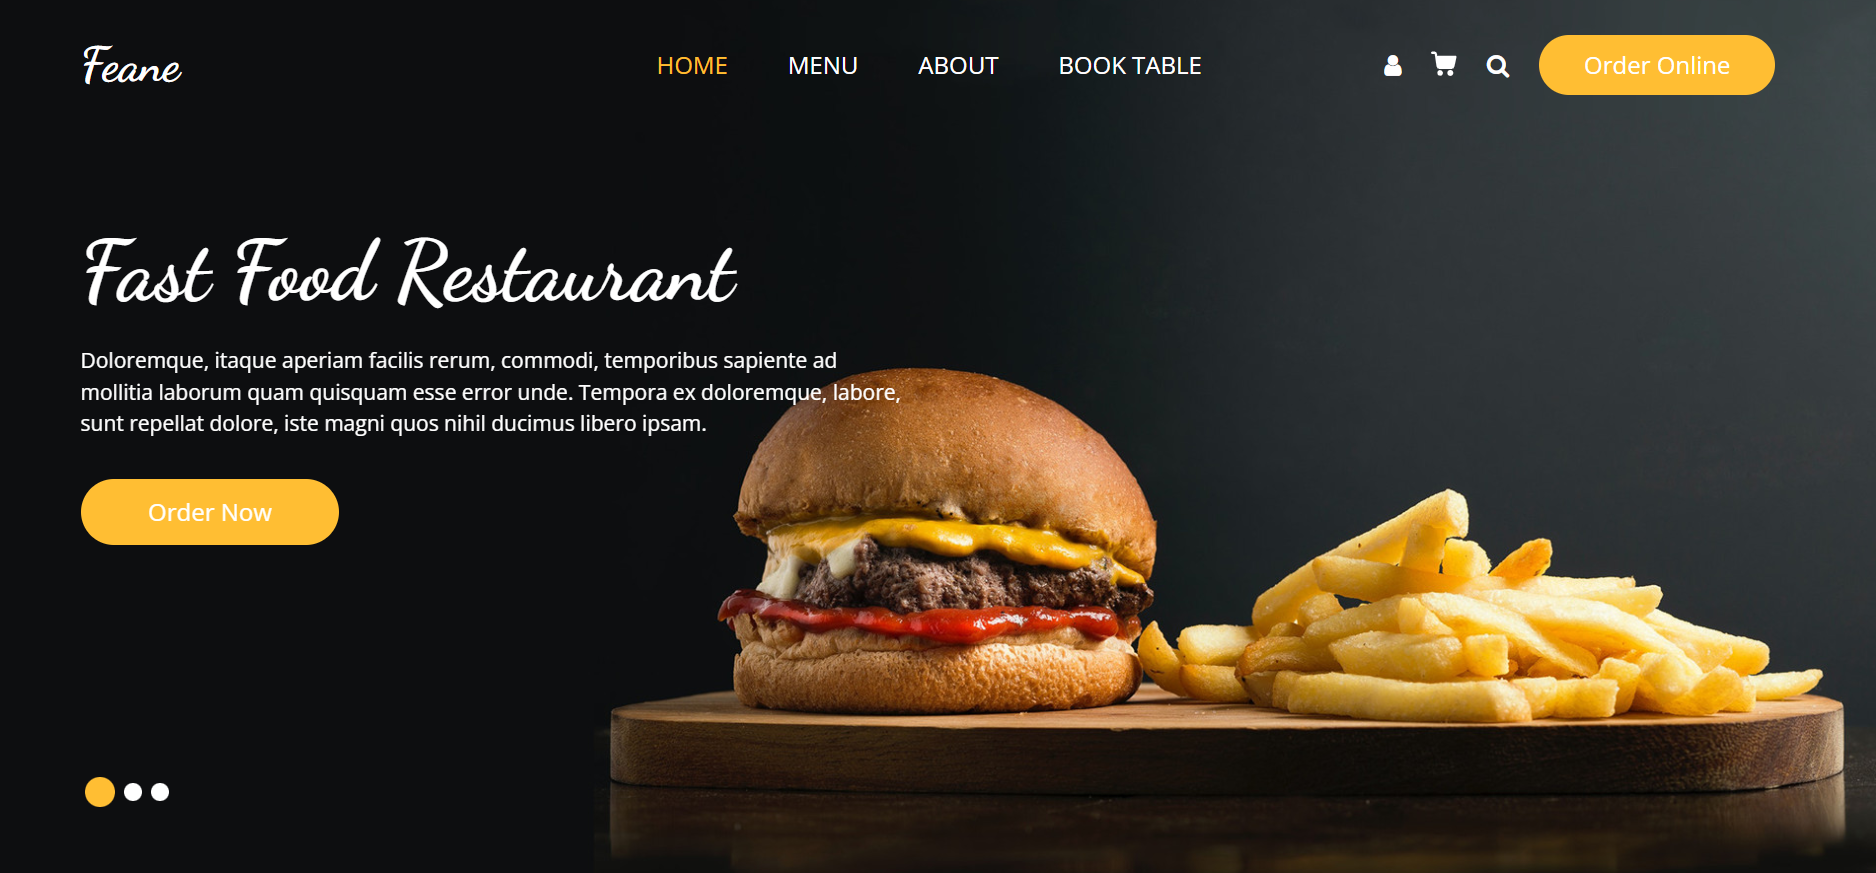 Feane
HOME MENU ABOUT BOOK TABLE
Order Online
Fast Food Restaurant
Doloremque, itaque aperiam facilis rerum, commodi, temporibus sapiente ad
mollitia laborum quam quisquam esse error unde. Tempora ex doloremque, labore,
sunt repellat dolore, iste magni quos nihil ducimus libero ipsam.
Order Now